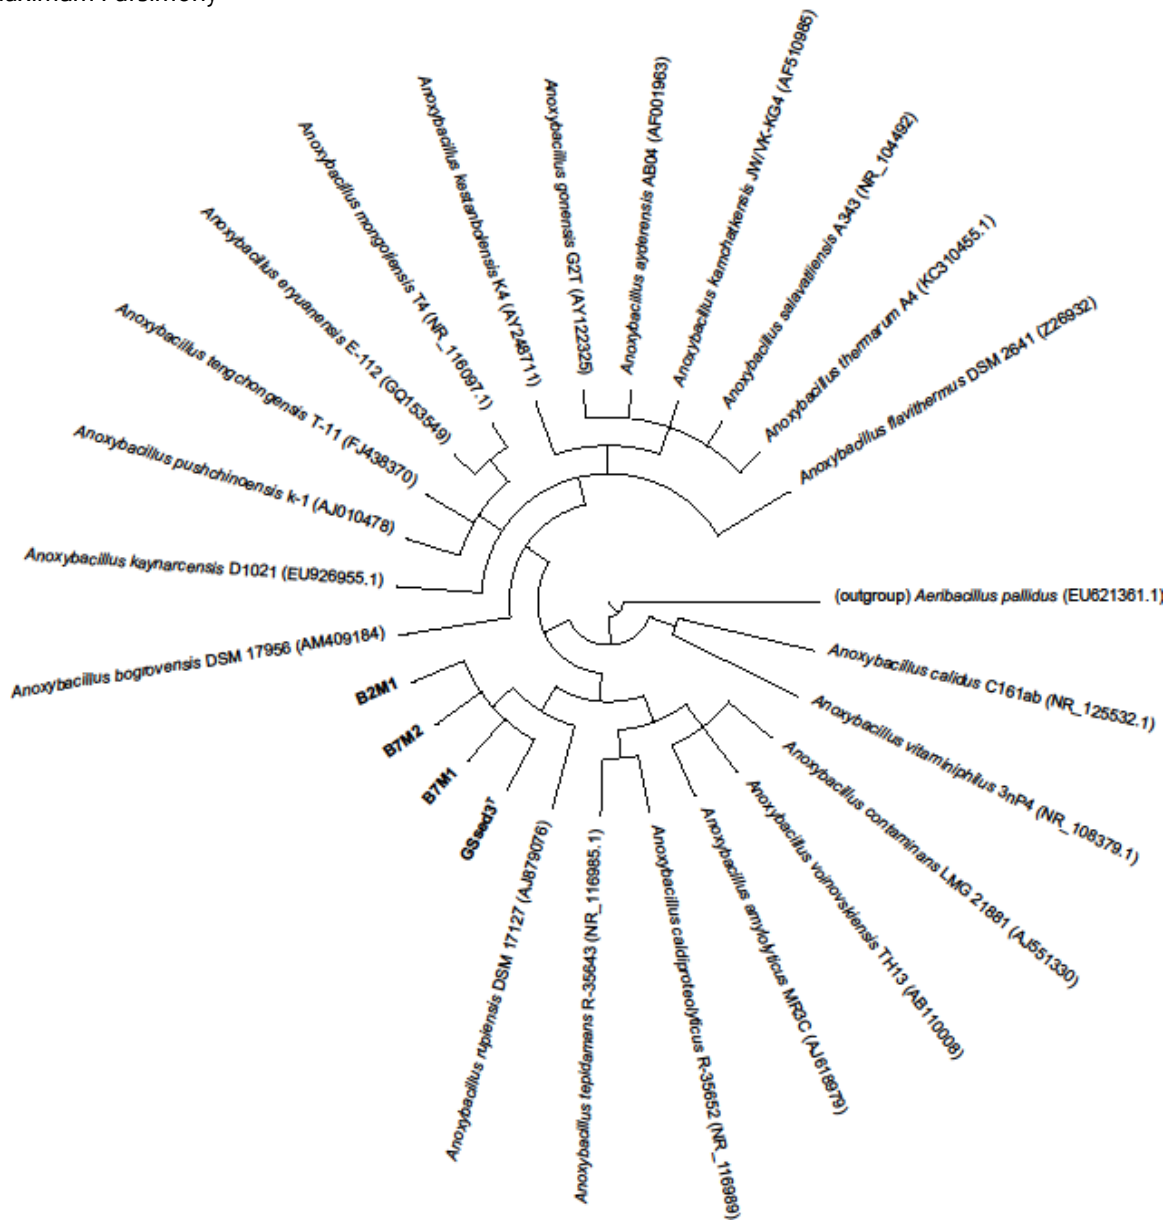 Maximum Parsimony
Anoxybacillus kamchatkensis JW/VK-KG4 (AF510985)
Anoxybacillus ayderensis AB04 (AF001963)
Anoxybacillus gonensis G2T (AY122325)
Anoxybacillus kestanbolensis K4 (AY248711)
Anoxybacillus mongoliensis T4 (NR_116097.1)
Anoxybacillus eryuanensis E-112 (GQ153549)
Anoxybacillus tengchongensis T-11 (FJ438370)
Anoxybacillus pushchinoensis k-1 (AJ010478)
Anoxybacillus kaynarcensis D1021 (EU926955.1)
Anoxybacillus bogrovensis DSM 17956 (AM409184)
B2M1
B7M2
B7M1
GSsed3ᵀ
Anoxybacillus rupiensis DSM 17127 (AJ879076)
Anoxybacillus tepidamans R-35643 (NR_116985.1)
Anoxybacillus caldiproteolyticus R-35652 (NR_116989)
Anoxybacillus amylolyticus MR3C (AJ618979)
Anoxybacillus voinovskiensis TH13 (AB110008)
Anoxybacillus contaminans LMG 21881 (AJ551330)
Anoxybacillus vitaminiphilus 3nP4 (NR_108379.1)
Anoxybacillus calidus C161ab (NR_125532.1)
(outgroup) Aeribacillus pallidus (EU621361.1)
Anoxybacillus flavithermus DSM 2641 (Z26932)
Anoxybacillus thermarum A4 (KC310455.1)
Anoxybacillus salavatliensis A343 (NR_104492)